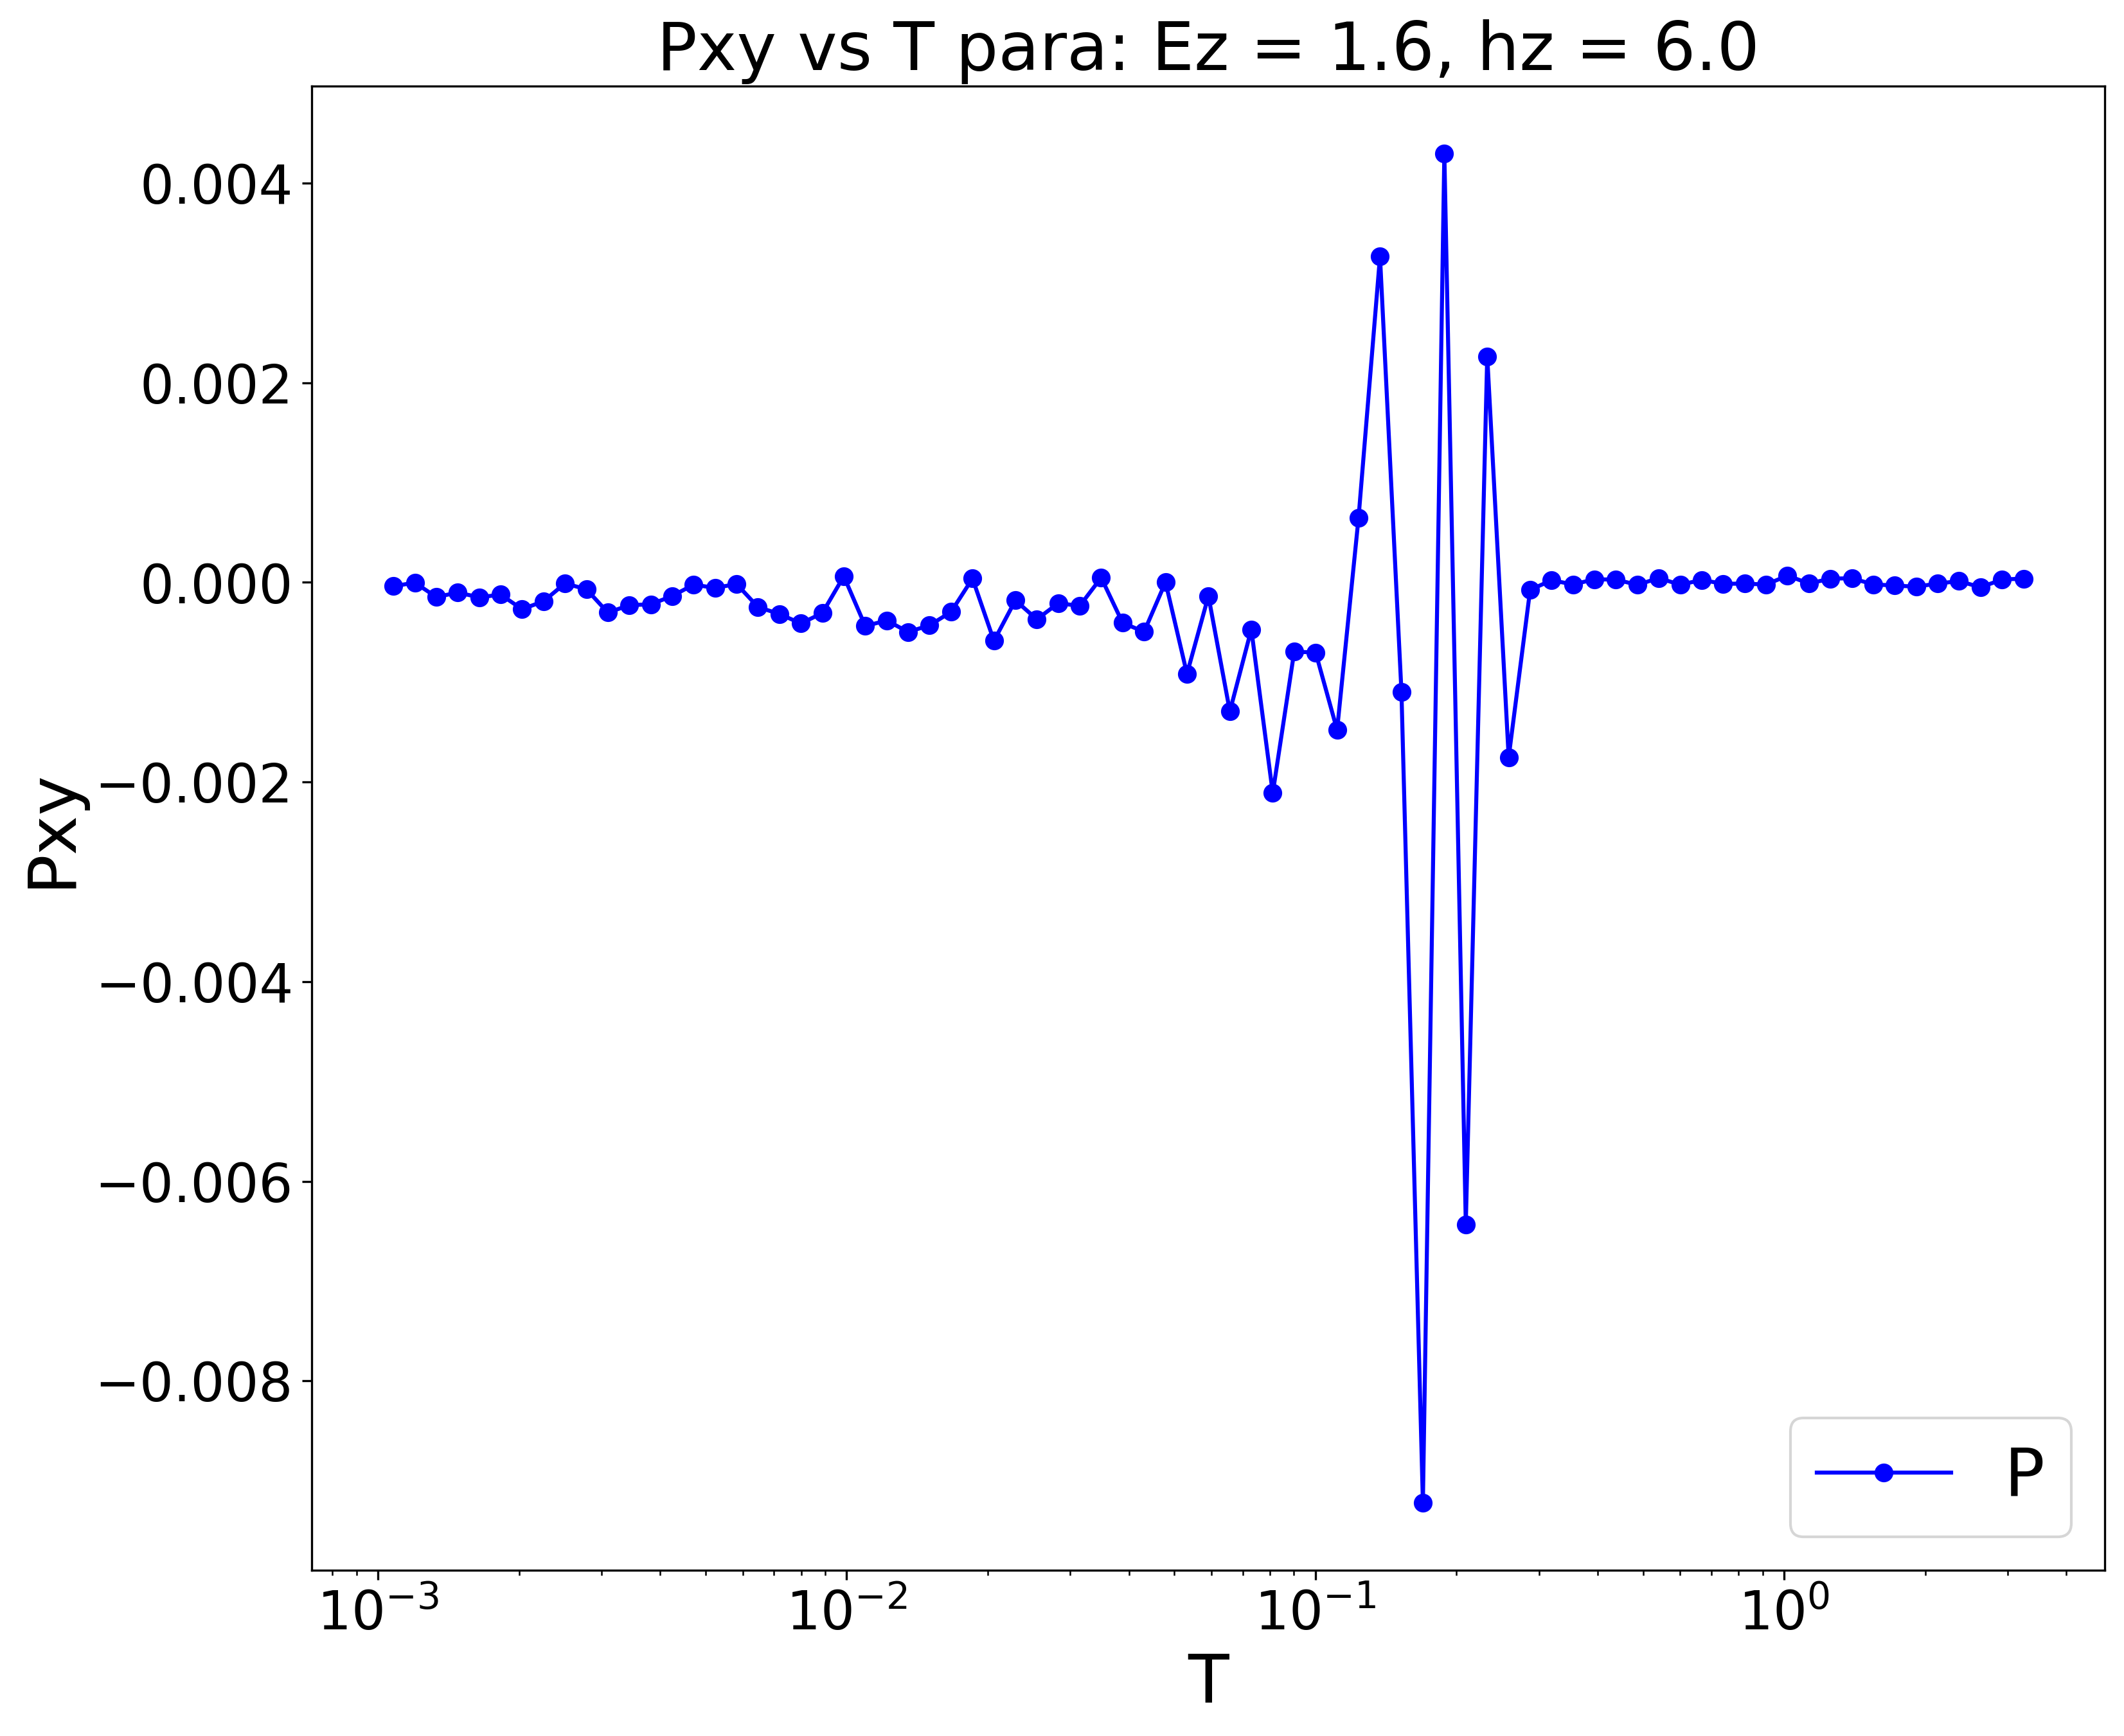 Pxy vs T para: Ez = 1.6, hz = 6.0
0.004
0.002
0.000
−0.002
−0.004
−0.006
−0.008
Pxy
P
10⁻³ 10⁻² 10⁻¹ 10⁰
T